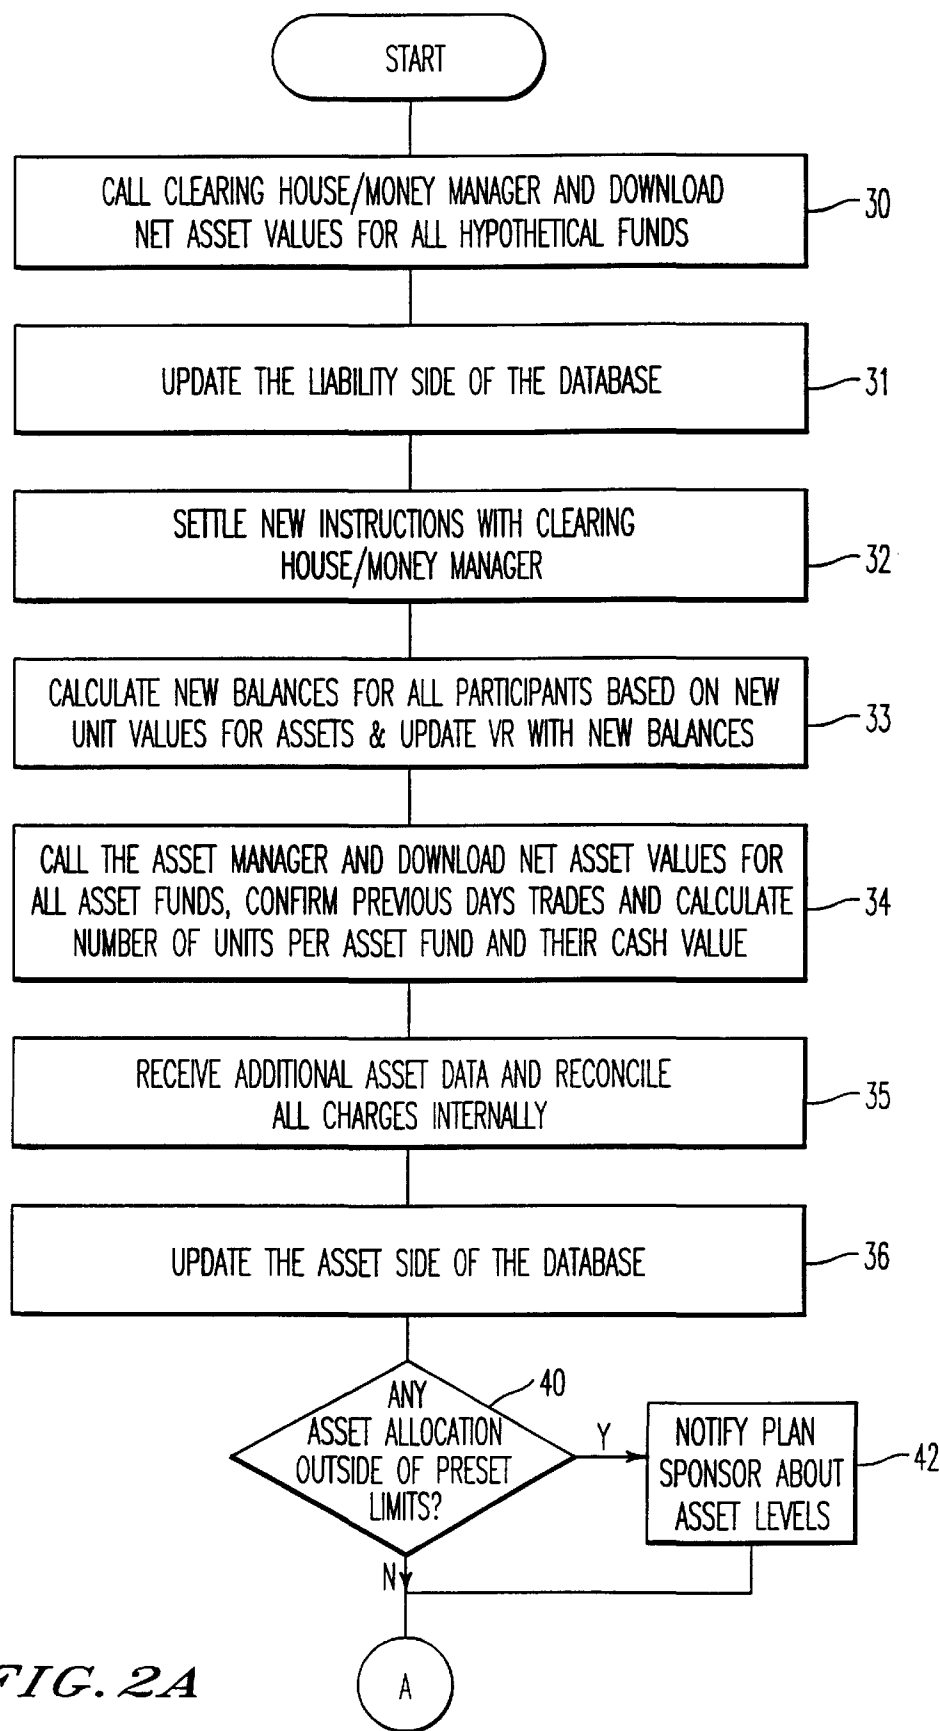 START
CALL CLEARING HOUSE/MONEY MANAGER AND DOWNLOAD
NET ASSET VALUES FOR ALL HYPOTHETICAL FUNDS
30
UPDATE THE LIABILITY SIDE OF THE DATABASE
31
SETTLE NEW INSTRUCTIONS WITH CLEARING
HOUSE/MONEY MANAGER
32
CALCULATE NEW BALANCES FOR ALL PARTICIPANTS BASED ON NEW
UNIT VALUES FOR ASSETS & UPDATE VR WITH NEW BALANCES
33
CALL THE ASSET MANAGER AND DOWNLOAD NET ASSET VALUES FOR
ALL ASSET FUNDS, CONFIRM PREVIOUS DAYS TRADES AND CALCULATE
NUMBER OF UNITS PER ASSET FUND AND THEIR CASH VALUE
34
RECEIVE ADDITIONAL ASSET DATA AND RECONCILE
ALL CHARGES INTERNALLY
35
UPDATE THE ASSET SIDE OF THE DATABASE
36
ANY
ASSET ALLOCATION
OUTSIDE OF PRESET
LIMITS?
40
Y
NOTIFY PLAN
SPONSOR ABOUT
ASSET LEVELS
42
N
A
FIG. 2A